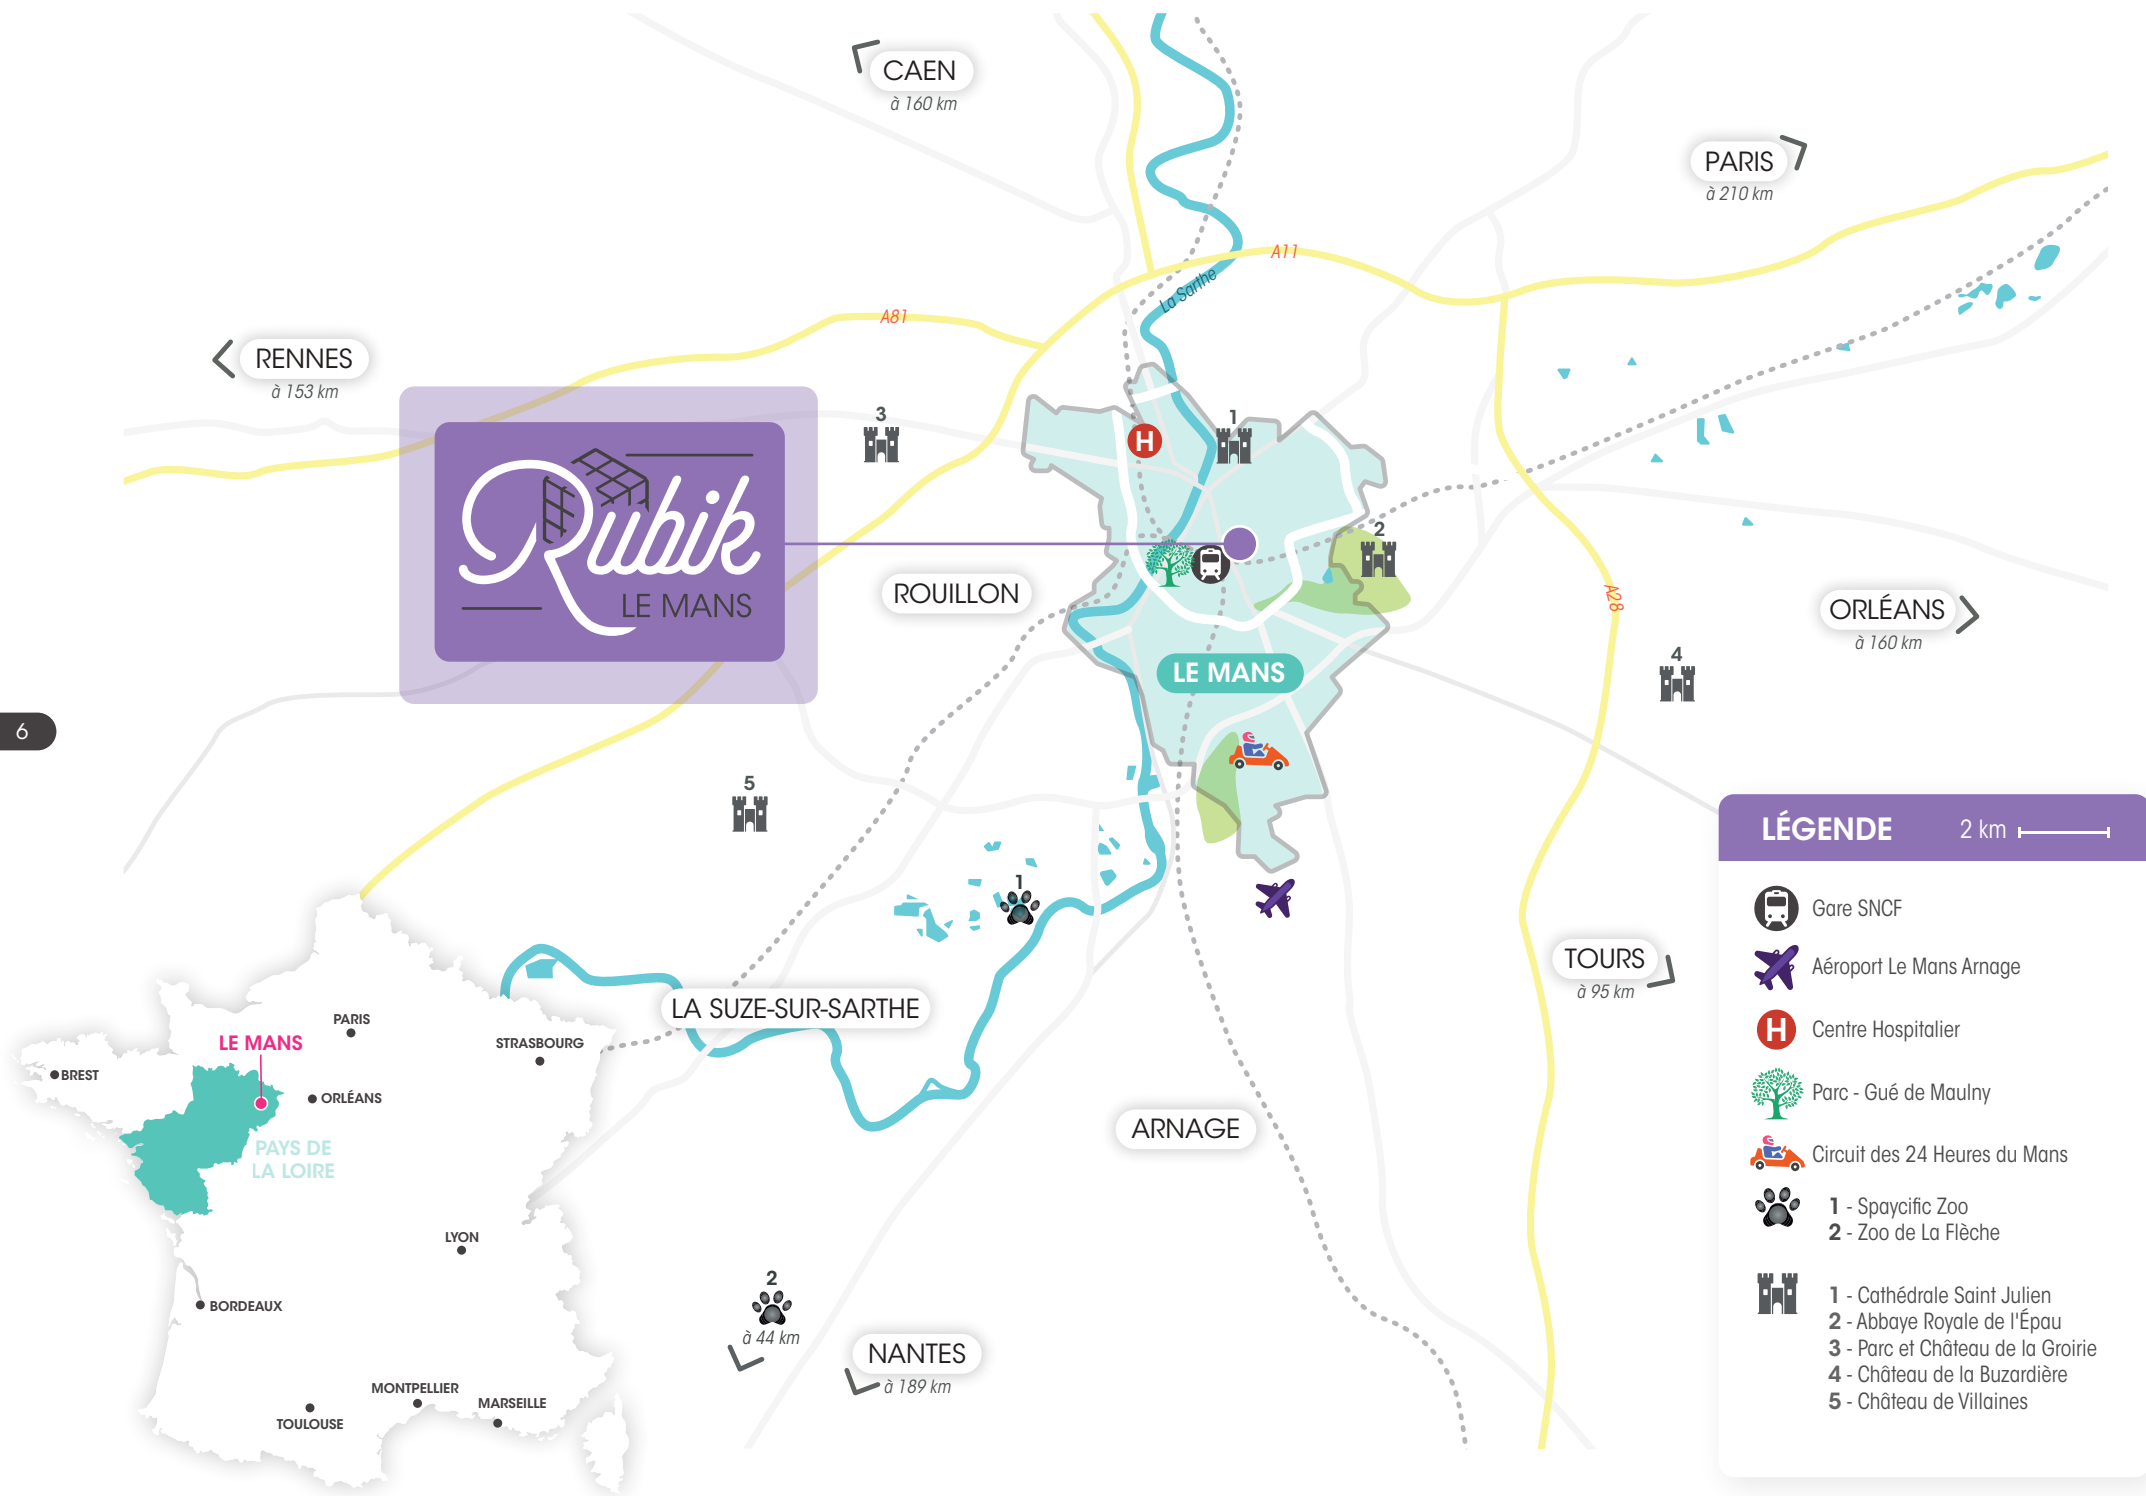 CAEN
à 160 km
PARIS
à 210 km
A11
La Sarthe
A81
RENNES
à 153 km
3
1
H
Rubik
LE MANS
2
ROUILLON
A28
ORLÉANS
à 160 km
4
LE MANS
6
5
LÉGENDE
2 km
1
Gare SNCF
Aéroport Le Mans Arnage
H
Centre Hospitalier
Parc - Gué de Maulny
Circuit des 24 Heures du Mans
1 - Spaycific Zoo
2 - Zoo de La Flèche
1 - Cathédrale Saint Julien
2 - Abbaye Royale de l'Épau
3 - Parc et Château de la Groirie
4 - Château de la Buzardière
5 - Château de Villaines
TOURS
à 95 km
LA SUZE-SUR-SARTHE
ARNAGE
2
à 44 km
NANTES
à 189 km
PARIS
LE MANS
STRASBOURG
BREST
ORLÉANS
PAYS DE
LA LOIRE
LYON
BORDEAUX
MONTPELLIER
MARSEILLE
TOULOUSE